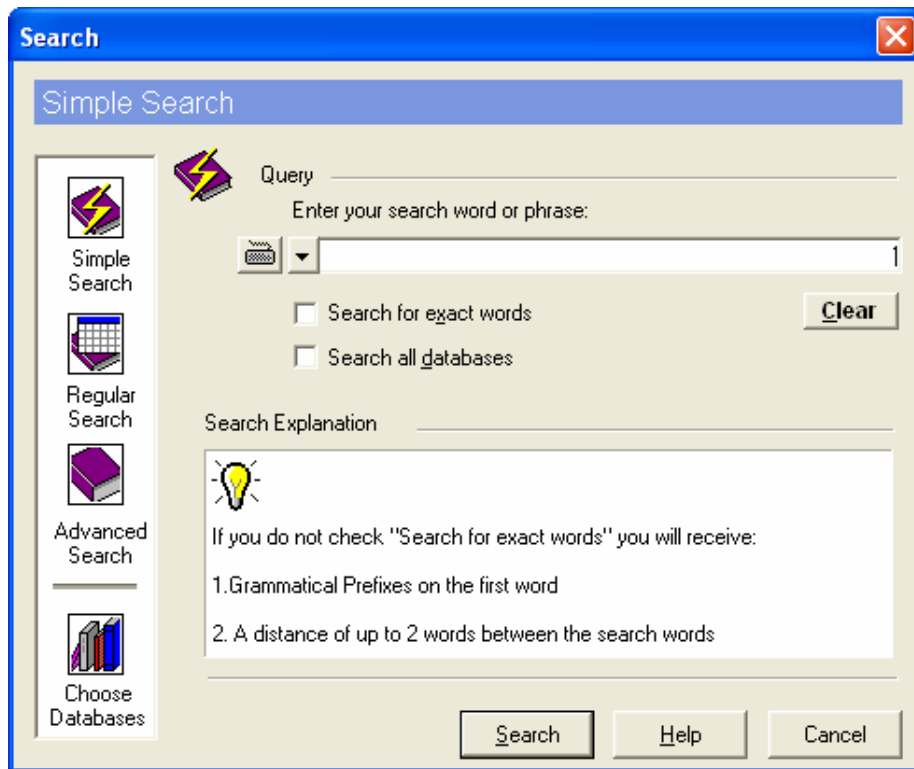 Search
Simple Search
Simple
Search
Regular
Search
Advanced
Search
Choose
Databases
Query
Enter your search word or phrase:
1
Search for exact words
Clear
Search all databases
Search Explanation
If you do not check "Search for exact words" you will receive:
1.Grammatical Prefixes on the first word
2. A distance of up to 2 words between the search words
Search
Help
Cancel